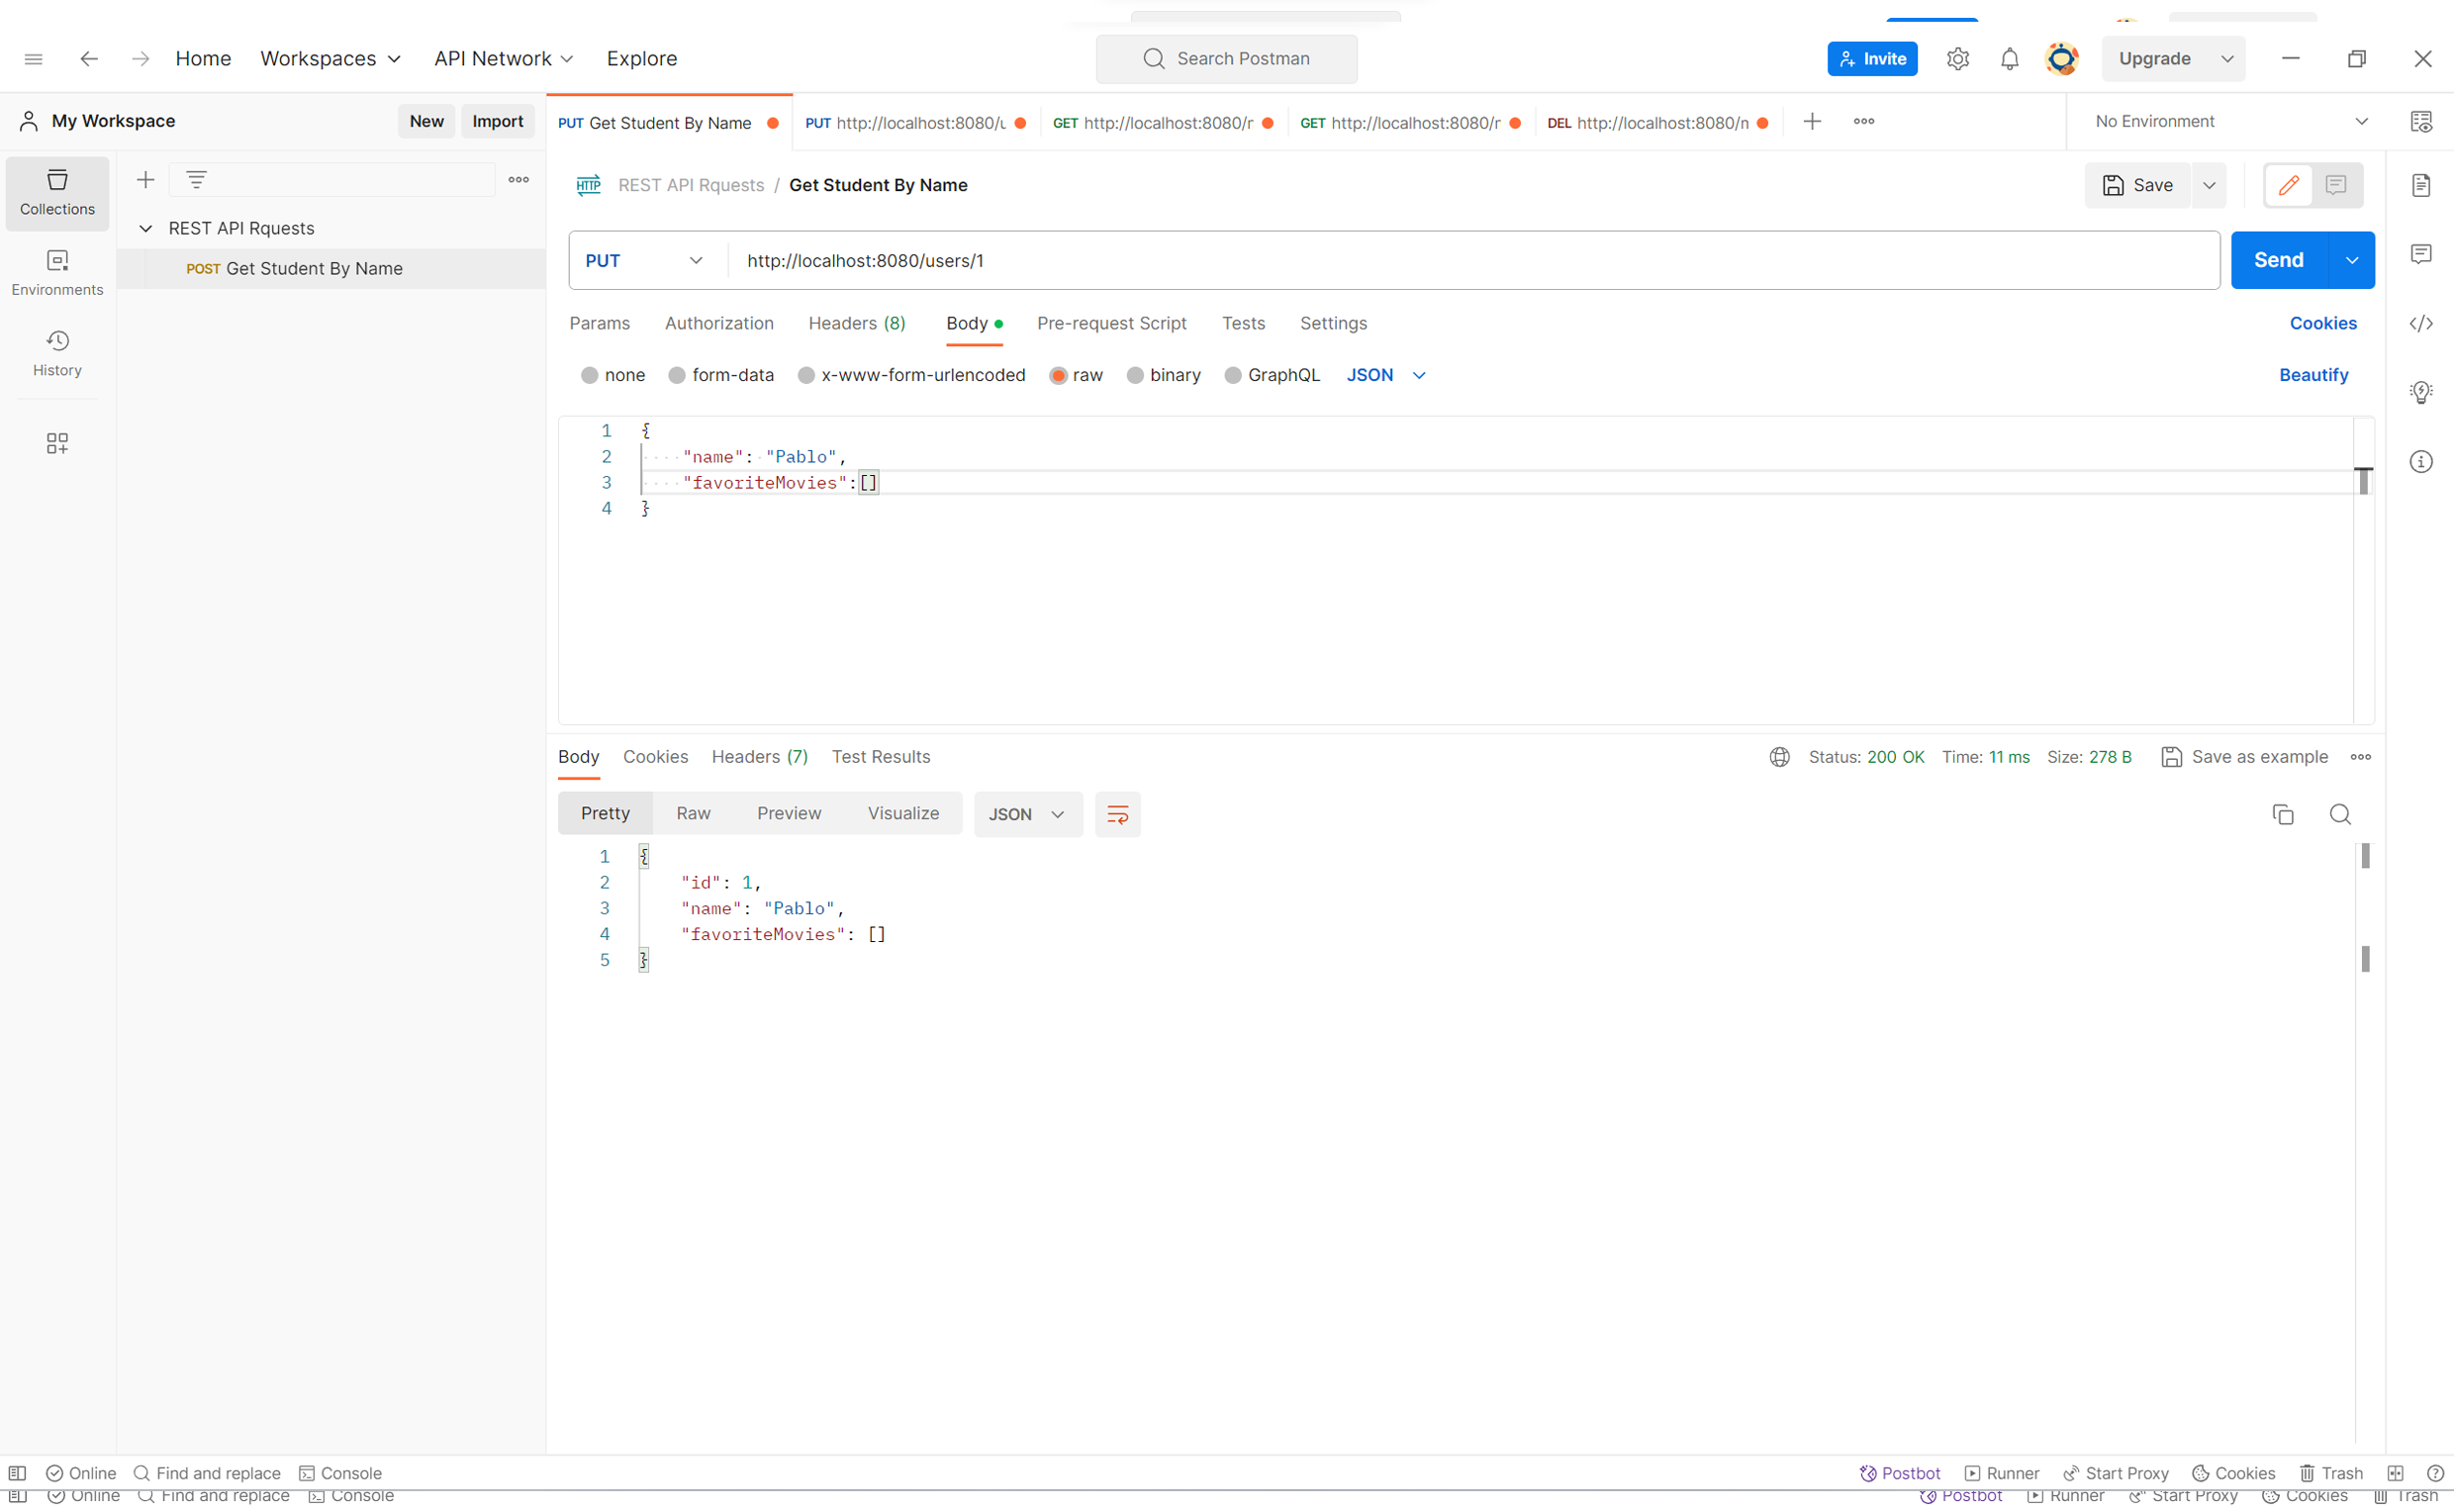 Home Workspaces API Network Explore Search Postman Invite Upgrade
My Workspace New Import PUT Get Student By Name PUT http://localhost:8080/u GET http://localhost:8080/r GET http://localhost:8080/r DEL http://localhost:8080/n No Environment
Collections
Environments
History
REST API Rquests
POST Get Student By Name
HTTP REST API Rquests / Get Student By Name Save
PUT http://localhost:8080/users/1 Send
Params Authorization Headers (8) Body Pre-request Script Tests Settings Cookies
none form-data x-www-form-urlencoded raw binary GraphQL JSON Beautify
1 {
2 "name": "Pablo",
3 "favoriteMovies":[]
4 }
Body Cookies Headers (7) Test Results Status: 200 OK Time: 11 ms Size: 278 B Save as example
Pretty Raw Preview Visualize JSON
1 {
2 "id": 1,
3 "name": "Pablo",
4 "favoriteMovies": []
5 }
Online Find and replace Console Postbot Runner Start Proxy Cookies Trash
Online Find and replace Console Postbot Runner Start Proxy Cookies Trash